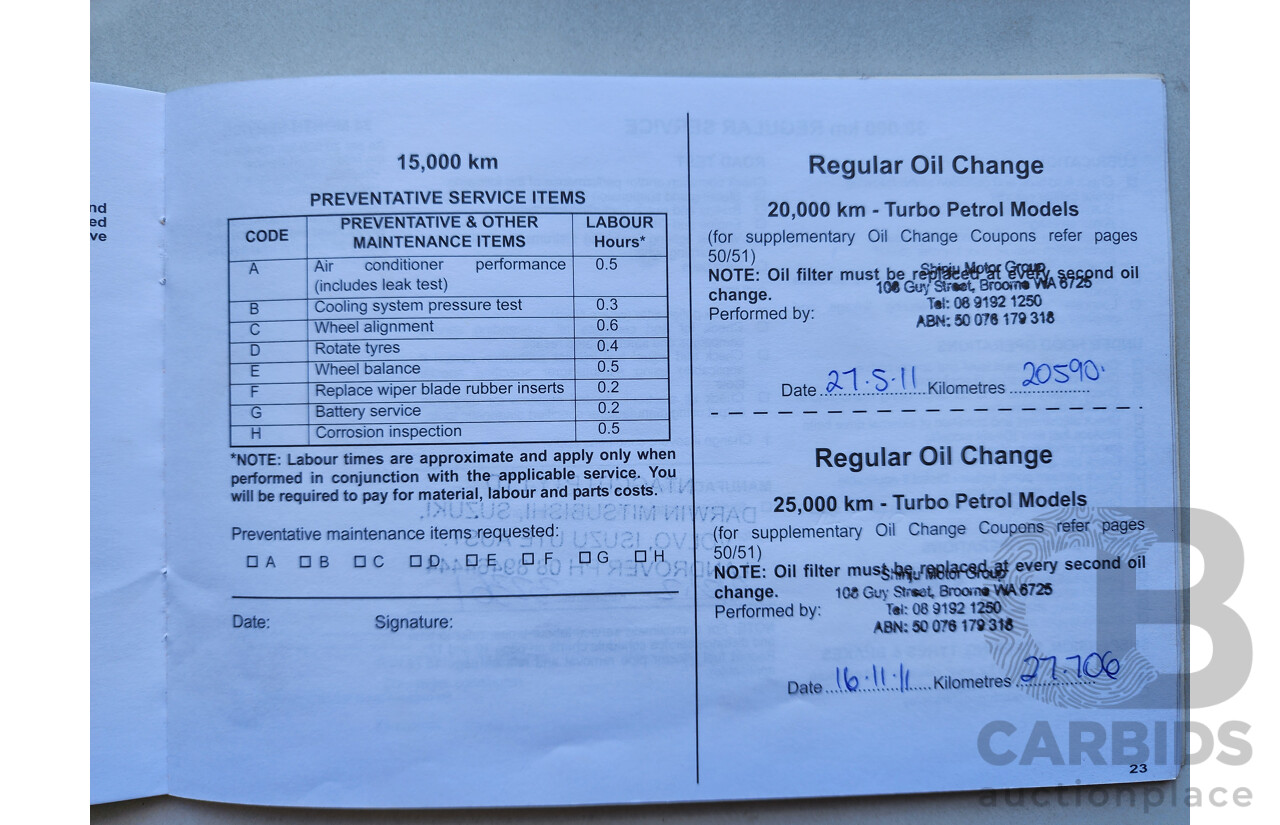 nd
ed
ve
15,000 km
PREVENTATIVE SERVICE ITEMS
CODE PREVENTATIVE & OTHER MAINTENANCE ITEMS LABOUR Hours*
A Air conditioner performance (includes leak test) 0.5
B Cooling system pressure test 0.3
C Wheel alignment 0.6
D Rotate tyres 0.4
E Wheel balance 0.5
F Replace wiper blade rubber inserts 0.2
G Battery service 0.2
H Corrosion inspection 0.5
*NOTE: Labour times are approximate and apply only when
performed in conjunction with the applicable service. You
will be required to pay for material, labour and parts costs.
Preventative maintenance items requested:
A B C D E F G H
Date: Signature:
Regular Oil Change
20,000 km - Turbo Petrol Models
(for supplementary Oil Change Coupons refer pages
50/51)
NOTE: Oil filter must be replaced at every second oil
change.
Performed by:
Shinju Motor Group
108 Guy Street, Broome WA 6725
Tel: 08 9192 1250
ABN: 50 076 179 318
Date 27.5.11 Kilometres 20590.
Regular Oil Change
25,000 km - Turbo Petrol Models
(for supplementary Oil Change Coupons refer pages
50/51)
NOTE: Oil filter must be replaced at every second oil
change.
Performed by:
Shinju Motor Group
108 Guy Street, Broome WA 6725
Tel: 08 9192 1250
ABN: 50 076 179 318
Date 16.11.11 Kilometres 27.706
23
CB
CARBIDS
auctionplace